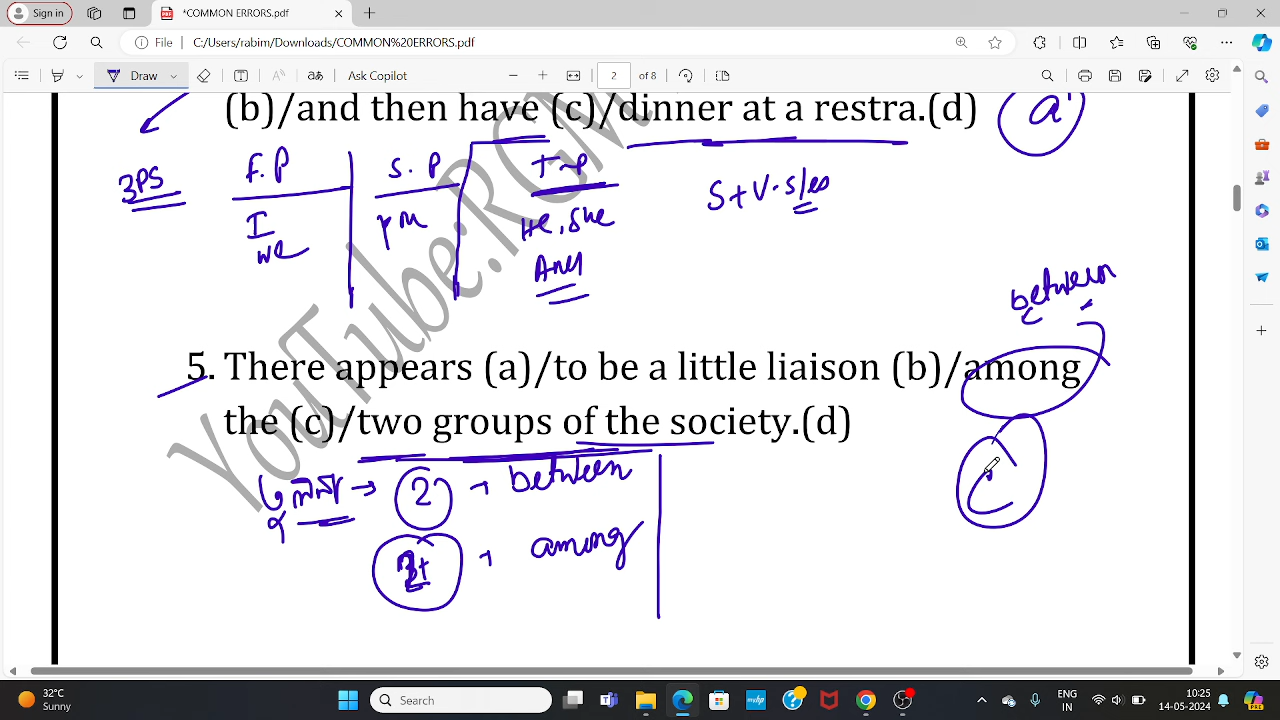 Sign in
*COMMON ERRORS.pdf
File
C:/Users/rabim/Downloads/COMMON%20ERRORS.pdf
Draw
Ask Copilot
2
of 8
(b)/and then have (c)/dinner at a restra.(d)
a
3PS
F.P
S.P
T-P
I
we
He, She
Any
S+V-s/es
YouTube:RGM
between
5. There appears (a)/to be a little liaison (b)/among
the (c)/two groups of the society.(d)
2 → between
among
c
32°C
Sunny
Search
ENG
IN
10:25
14-05-2024